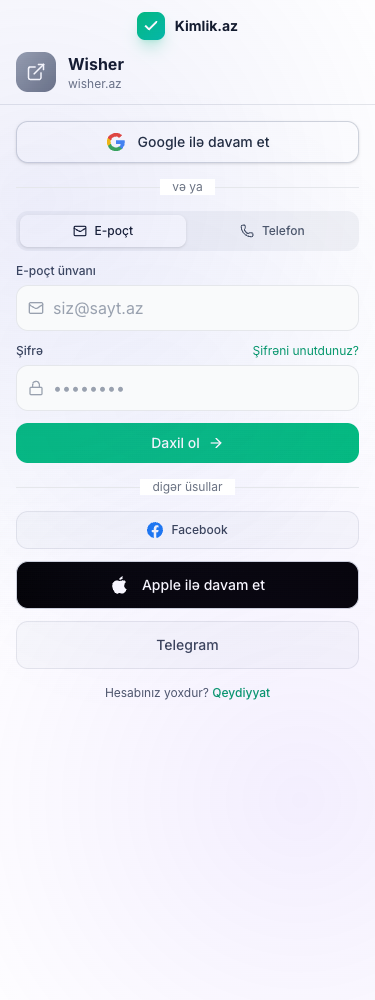 Kimlik.az
Wisher
wisher.az
Google ilə davam et
və ya
E-poçt
Telefon
E-poçt ünvanı
siz@sayt.az
Şifrə
Şifrəni unutdunuz?
Daxil ol
digər üsullar
Facebook
Apple ilə davam et
Telegram
Hesabınız yoxdur? Qeydiyyat